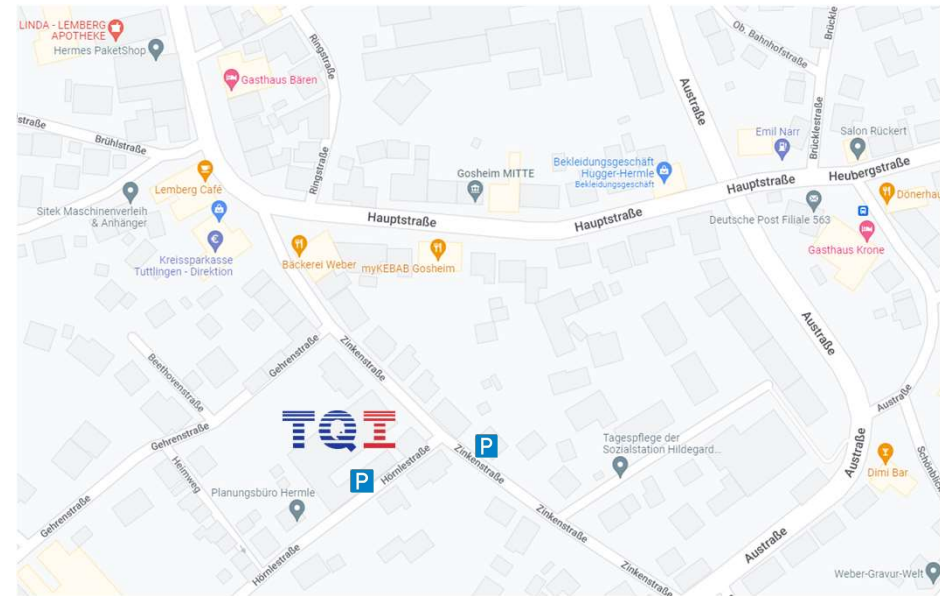 LINDA - LEMBERG
APOTHEKE
Hermes PaketShop
Gasthaus Bären
Ringstraße
Ringstraße
Ob. Bahnhofstraße
Brückle
Brücklestraße
Austraße
straße
Brühlstraße
Lemberg Café
Sitek Maschinenverleih
& Anhänger
Kreissparkasse
Tuttlingen - Direktion
Bäckerei Weber
myKEBAB Gosheim
Hauptstraße
Gosheim MITTE
Bekleidungsgeschäft
Hugger-Hermle
Bekleidungsgeschäft
Hauptstraße
Hauptstraße
Emil Narr
Salon Rückert
Heubergstraße
Deutsche Post Filiale 563
Dönerhau
Gasthaus Krone
Austraße
Beethovenstraße
Gehrenstraße
Zinkenstraße
TQI
Gehrenstraße
Heimweg
P
Hörnlestraße
P
Zinkenstraße
Tagespflege der
Sozialstation Hildegard...
Austraße
Austraße
Schönblick
Dimi Bar
Planungsbüro Hermle
Gehrenstraße
Hörnlestraße
Zinkenstraße
Zinkenstraße
Austraße
Weber-Gravur-Welt